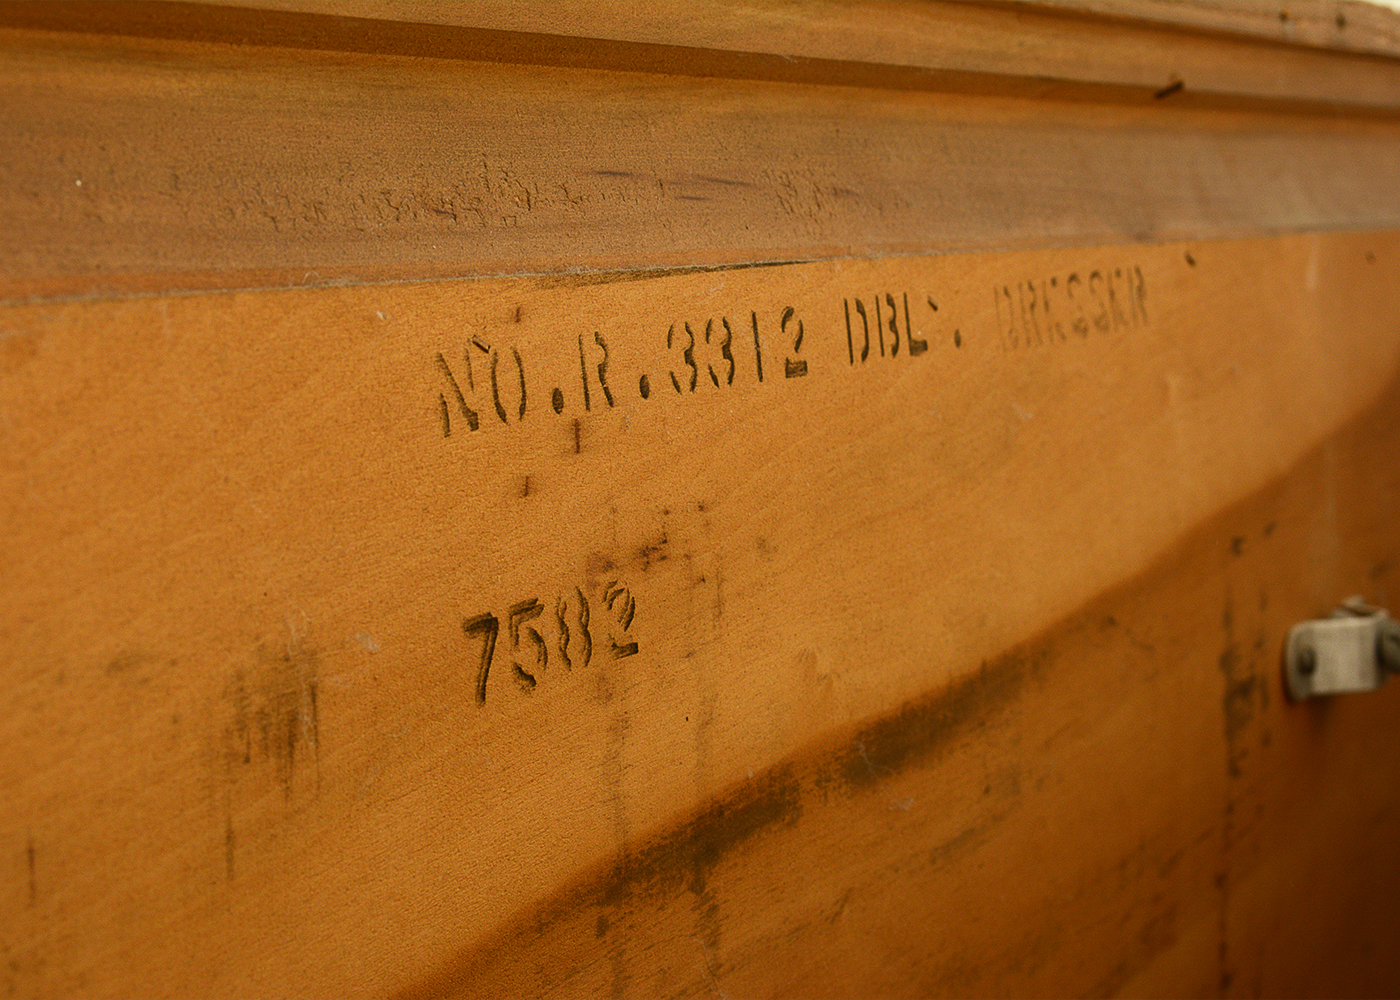 NO.R.3312 DBL'. DRESSER
7582